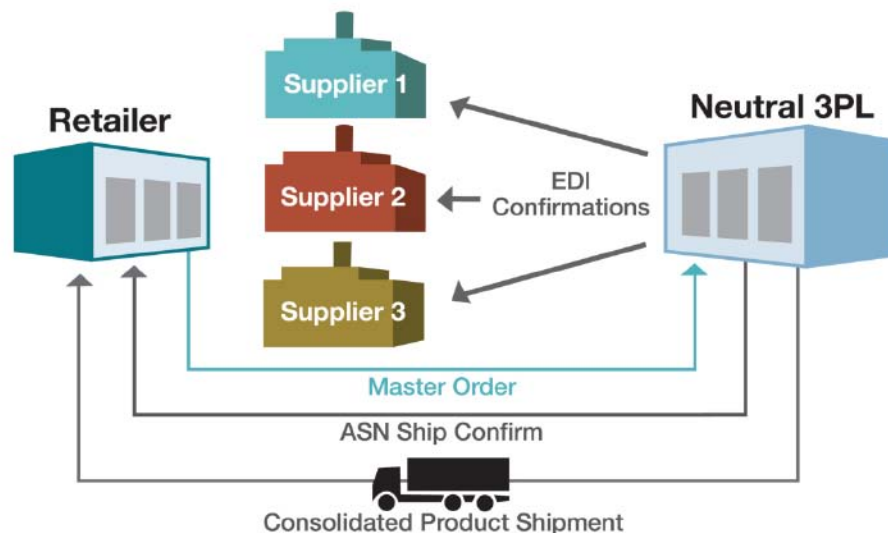 Supplier 1
Retailer
Neutral 3PL
Supplier 2
EDI
Confirmations
Supplier 3
Master Order
ASN Ship Confirm
Consolidated Product Shipment